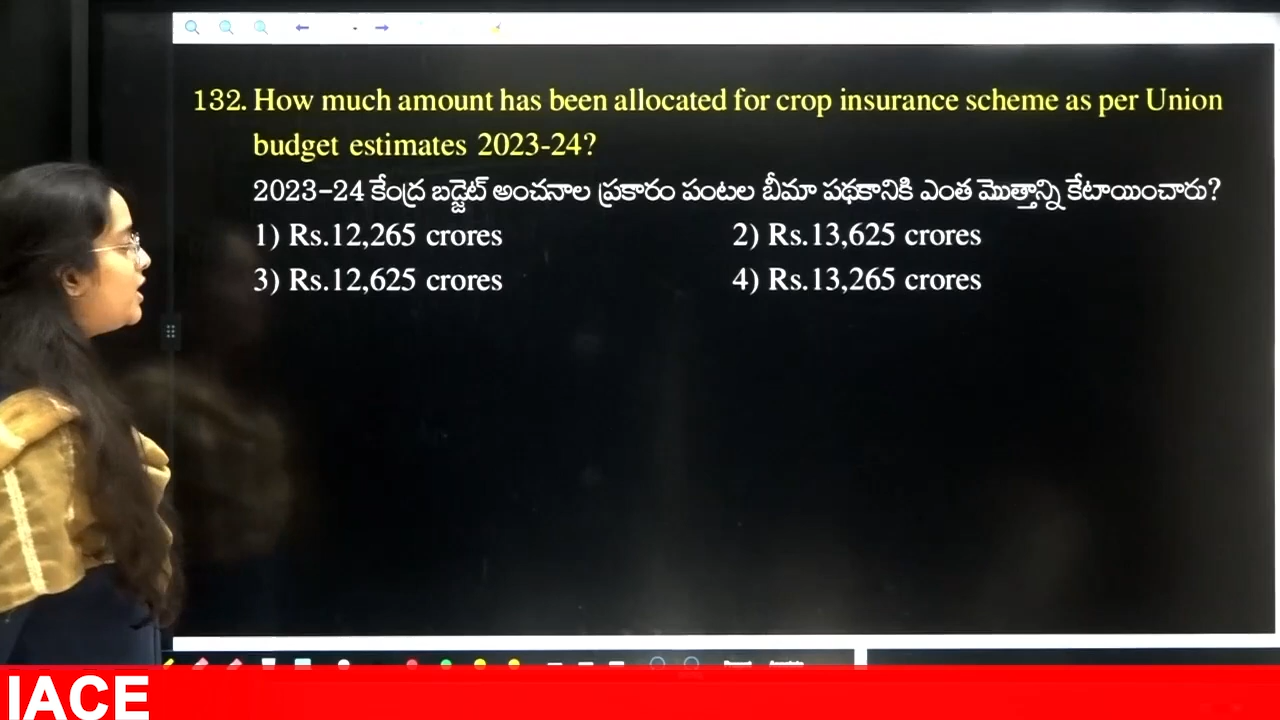 132. How much amount has been allocated for crop insurance scheme as per Union
budget estimates 2023-24?
2023-24 కేంద్ర బడ్జెట్ అంచనాల ప్రకారం పంటల బీమా పథకానికి ఎంత మొత్తాన్ని కేటాయించారు?
1) Rs.12,265 crores 2) Rs.13,625 crores
3) Rs.12,625 crores 4) Rs.13,265 crores
IACE